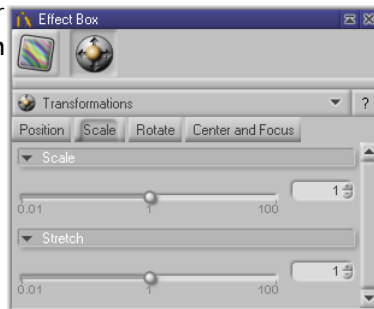 r
Effect Box
n
Transformations ?
Position Scale Rotate Center and Focus
Scale
1
0.01 1 100
Stretch
1
0.01 1 100